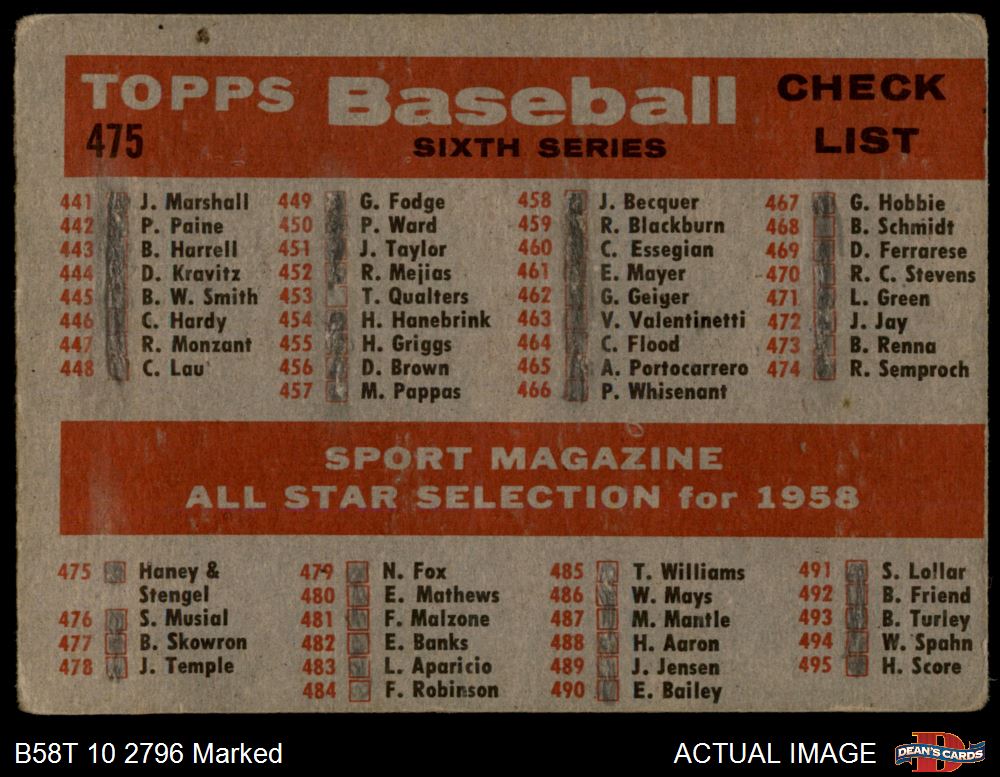 TOPPS Baseball CHECK LIST
475 SIXTH SERIES
441 J. Marshall
442 P. Paine
443 B. Harrell
444 D. Kravitz
445 B. W. Smith
446 C. Hardy
447 R. Monzant
448 C. Lau
449 G. Fodge
450 P. Ward
451 J. Taylor
452 R. Mejias
453 T. Qualters
454 H. Hanebrink
455 H. Griggs
456 D. Brown
457 M. Pappas
458 J. Becquer
459 R. Blackburn
460 C. Essegian
461 E. Mayer
462 G. Geiger
463 V. Valentinetti
464 C. Flood
465 A. Portocarrero
466 P. Whisenant
467 G. Hobbie
468 B. Schmidt
469 D. Ferrarese
470 R. C. Stevens
471 L. Green
472 J. Jay
473 B. Renna
474 R. Semproch
SPORT MAGAZINE
ALL STAR SELECTION for 1958
475 Haney &
Stengel
476 S. Musial
477 B. Skowron
478 J. Temple
479 N. Fox
480 E. Mathews
481 F. Malzone
482 E. Banks
483 L. Aparicio
484 F. Robinson
485 T. Williams
486 W. Mays
487 M. Mantle
488 H. Aaron
489 J. Jensen
490 E. Bailey
491 S. Lollar
492 B. Friend
493 B. Turley
494 W. Spahn
495 H. Score
B58T 10 2796 Marked
ACTUAL IMAGE
DEAN'S CARDS